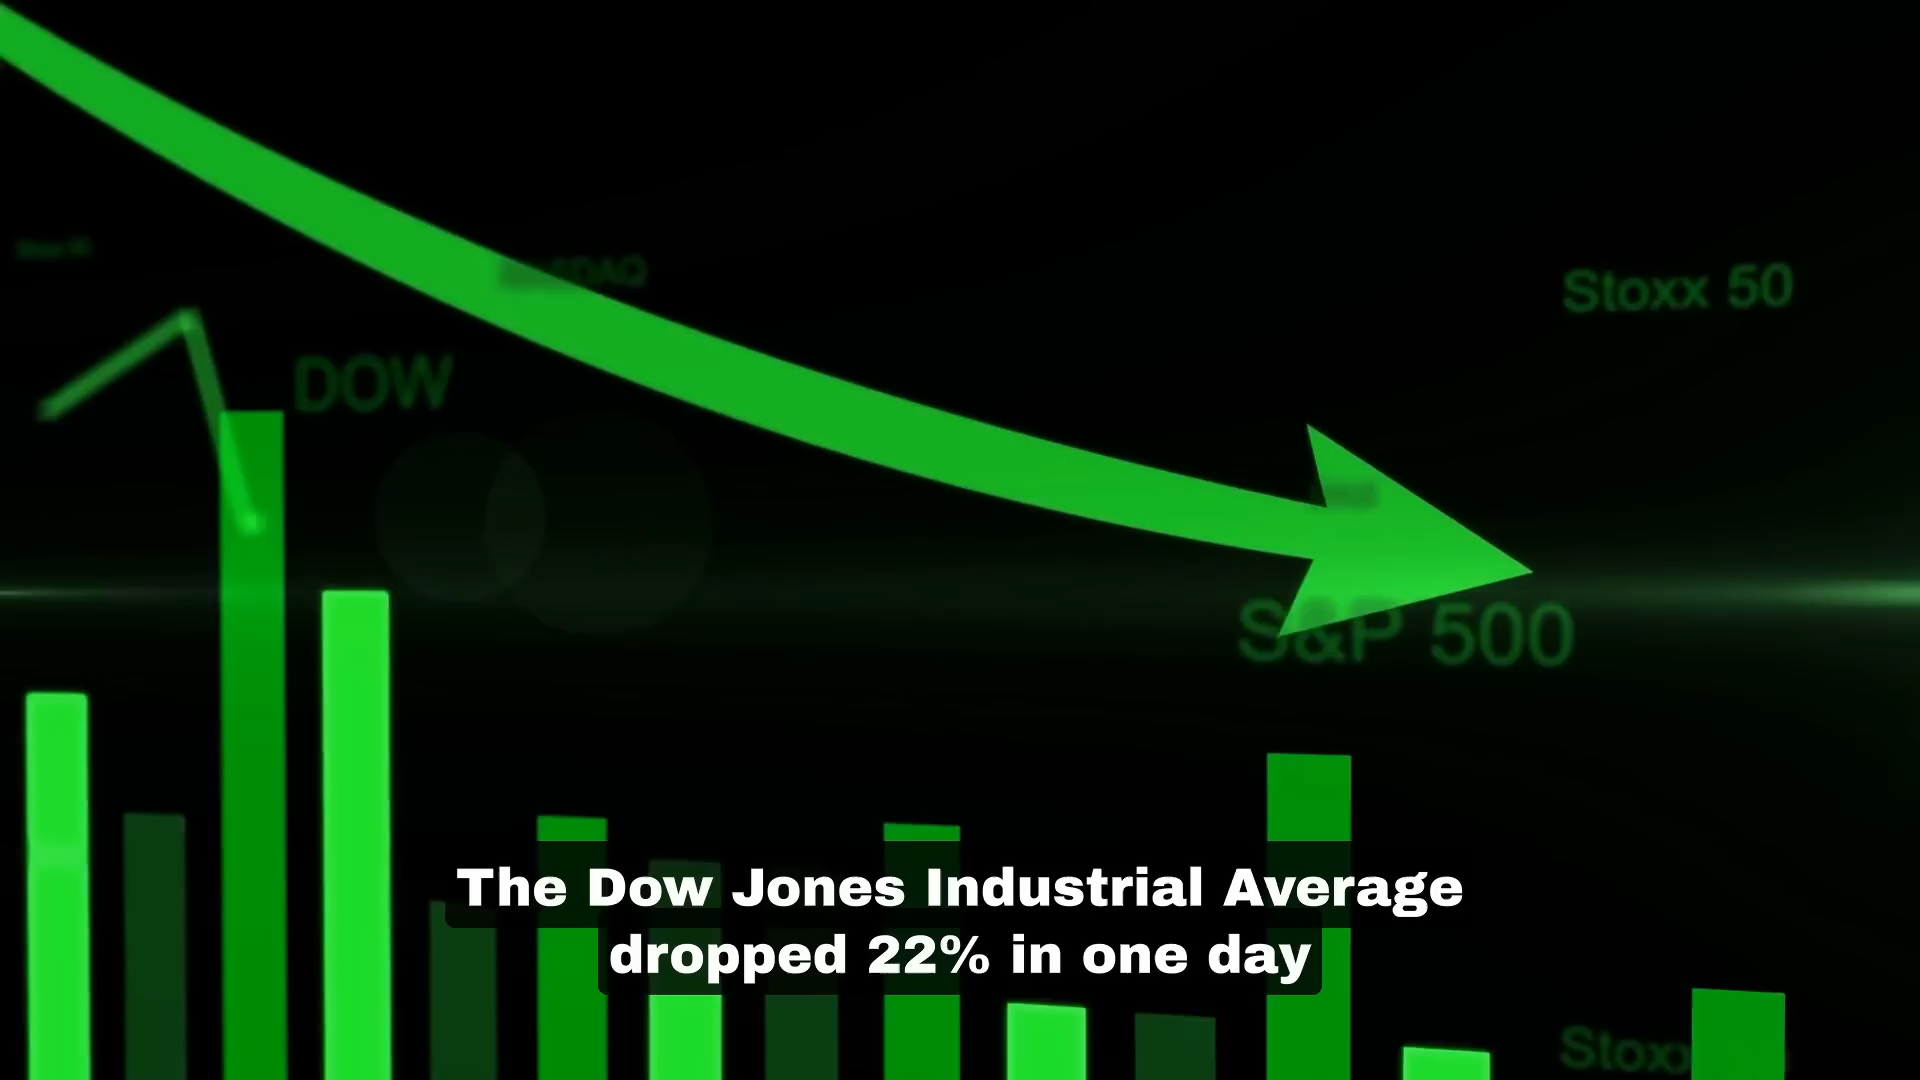 Stoxx 50
DOW
S&P 500
The Dow Jones Industrial Average
dropped 22% in one day